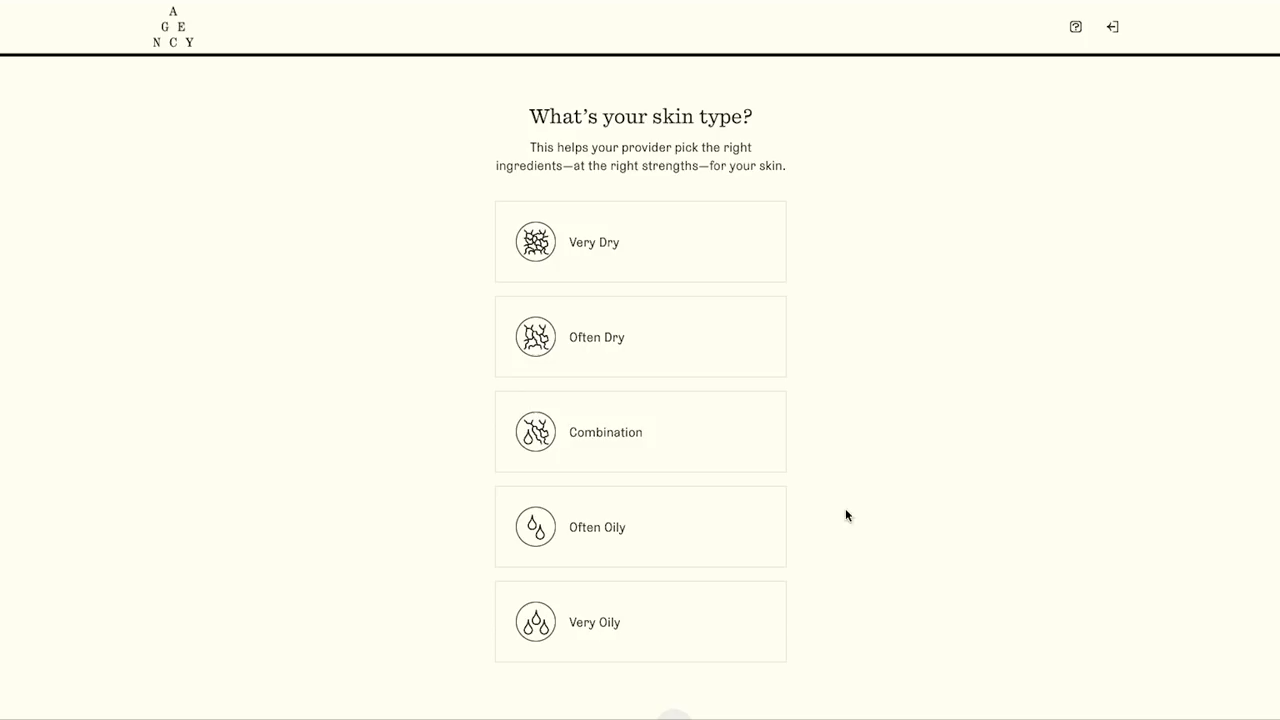 A
G E
N C Y
What’s your skin type?
This helps your provider pick the right
ingredients—at the right strengths—for your skin.
Very Dry
Often Dry
Combination
Often Oily
Very Oily